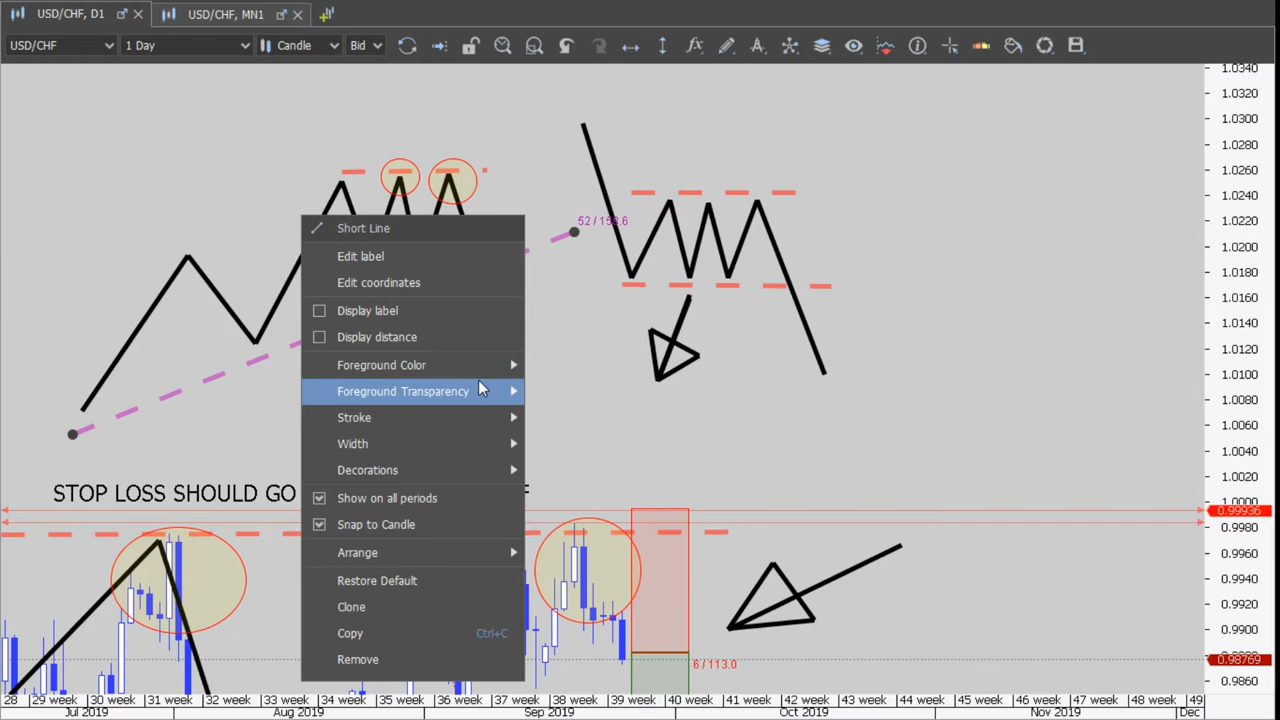 USD/CHF, D1
USD/CHF, MN1
USD/CHF 1 Day Candle Bid
1.0340
1.0320
1.0300
1.0280
1.0260
1.0240
1.0220
1.0200
1.0180
1.0160
1.0140
1.0120
1.0100
1.0080
1.0060
1.0040
1.0020
1.0000
0.99936
0.9980
0.9960
0.9940
0.9920
0.9900
0.98769
0.9860
Short Line
Edit label
Edit coordinates
Display label
Display distance
Foreground Color
Foreground Transparency
Stroke
Width
Decorations
Show on all periods
Snap to Candle
Arrange
Restore Default
Clone
Copy Ctrl+C
Remove
STOP LOSS SHOULD GO
6 / 113.0
28 29 week 30 week 31 week 32 week 33 week 34 week 35 week 36 week 37 week 38 week 39 week 40 week 41 week 42 week 43 week 44 week 45 week 46 week 47 week 48 week 49
Jul 2019 Aug 2019 Sep 2019 Oct 2019 Nov 2019 Dec